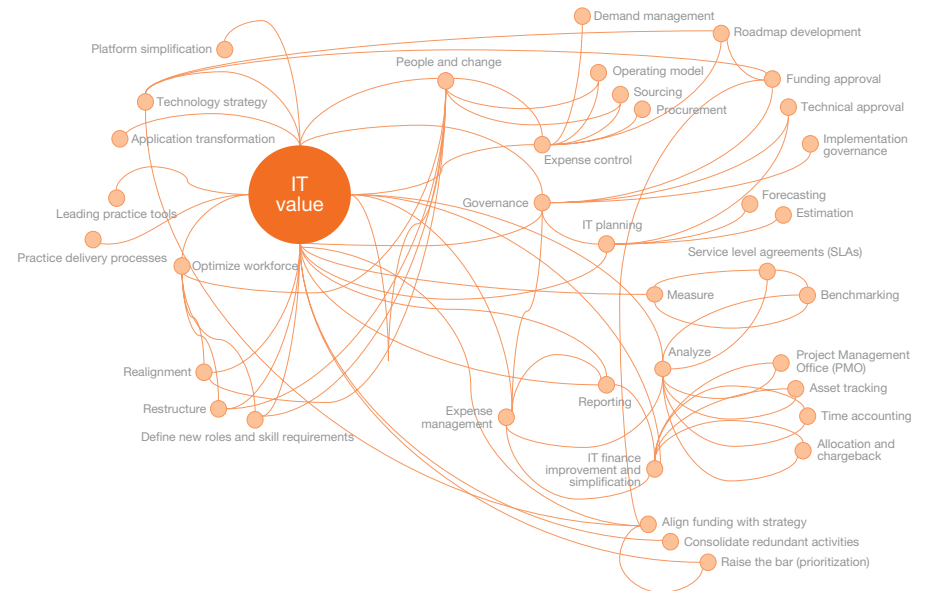 Demand management
Roadmap development
Platform simplification
People and change
Operating model
Funding approval
Sourcing
Technology strategy
Procurement
Technical approval
Application transformation
Implementation
governance
Expense control
IT
value
Leading practice tools
Governance
Forecasting
Estimation
IT planning
Practice delivery processes
Optimize workforce
Service level agreements (SLAs)
Measure
Benchmarking
Analyze
Project Management
Office (PMO)
Realignment
Asset tracking
Reporting
Restructure
Expense
management
Time accounting
Define new roles and skill requirements
Allocation and
chargeback
IT finance
improvement and
simplification
Align funding with strategy
Consolidate redundant activities
Raise the bar (prioritization)